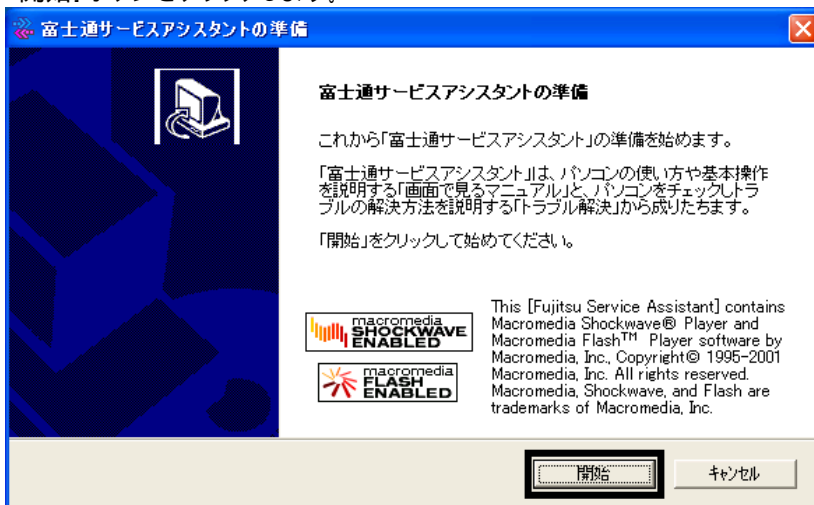 富士通サービスアシスタントの準備
富士通サービスアシスタントの準備
これから「富士通サービスアシスタント」の準備を始めます。
「富士通サービスアシスタント」は、パソコンの使い方や基本操作
を説明する「画面で見るマニュアル」と、パソコンをチェックしトラ
ブルの解決方法を説明する「トラブル解決」から成りたちます。
「開始」をクリックして始めてください。
macromedia
SHOCKWAVE
ENABLED
macromedia
FLASH
ENABLED
This [Fujitsu Service Assistant] contains
Macromedia Shockwave® Player and
Macromedia Flash™ Player software by
Macromedia, Inc., Copyright© 1995-2001
Macromedia, Inc. All rights reserved.
Macromedia, Shockwave, and Flash are
trademarks of Macromedia, Inc.
開始
キャンセル